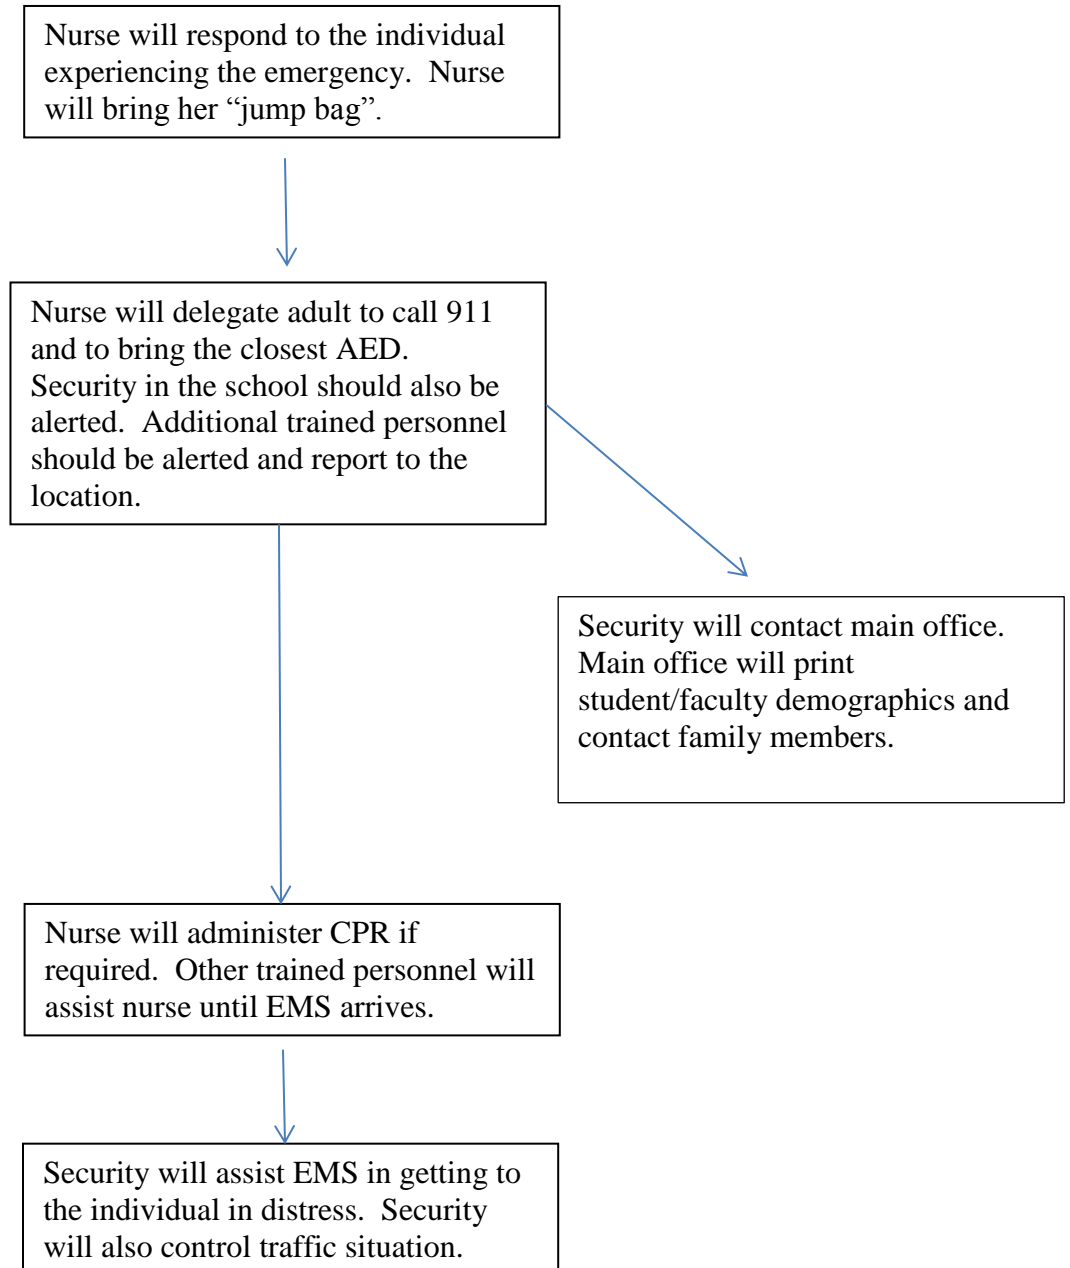 Nurse will respond to the individual
experiencing the emergency.  Nurse
will bring her “jump bag”.
Nurse will delegate adult to call 911
and to bring the closest AED.
Security in the school should also be
alerted.  Additional trained personnel
should be alerted and report to the
location.
Security will contact main office.
Main office will print
student/faculty demographics and
contact family members.
Nurse will administer CPR if
required.  Other trained personnel will
assist nurse until EMS arrives.
Security will assist EMS in getting to
the individual in distress.  Security
will also control traffic situation.